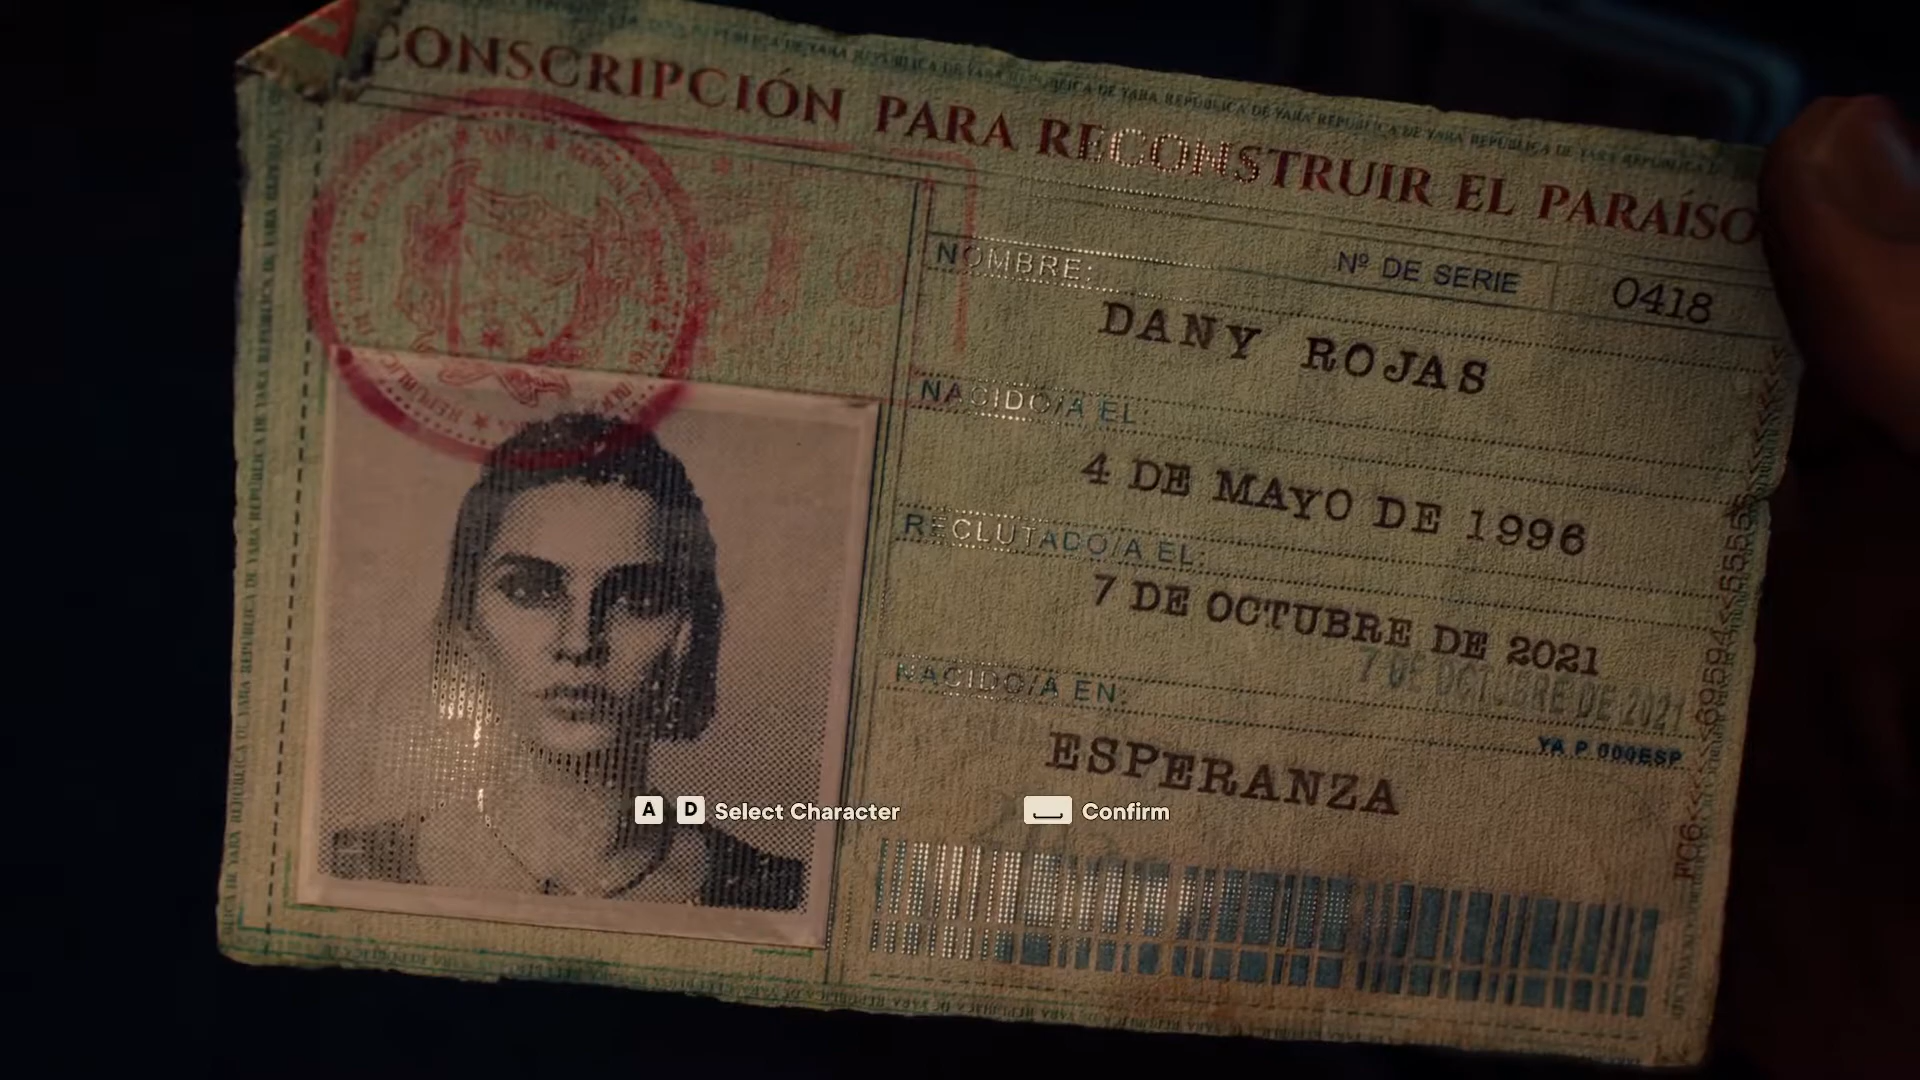 CONSCRIPCIÓN PARA RECONSTRUIR EL PARAÍSO
NOMBRE:
Nº DE SERIE
0418
DANY ROJAS
NACIDO/A EL:
4 DE MAYO DE 1996
RECLUTADO/A EL:
7 DE OCTUBRE DE 2021
7 DE OCTUBRE DE 2021
NACIDO/A EN:
YA P 000ESP
ESPERANZA
A D Select Character
Confirm